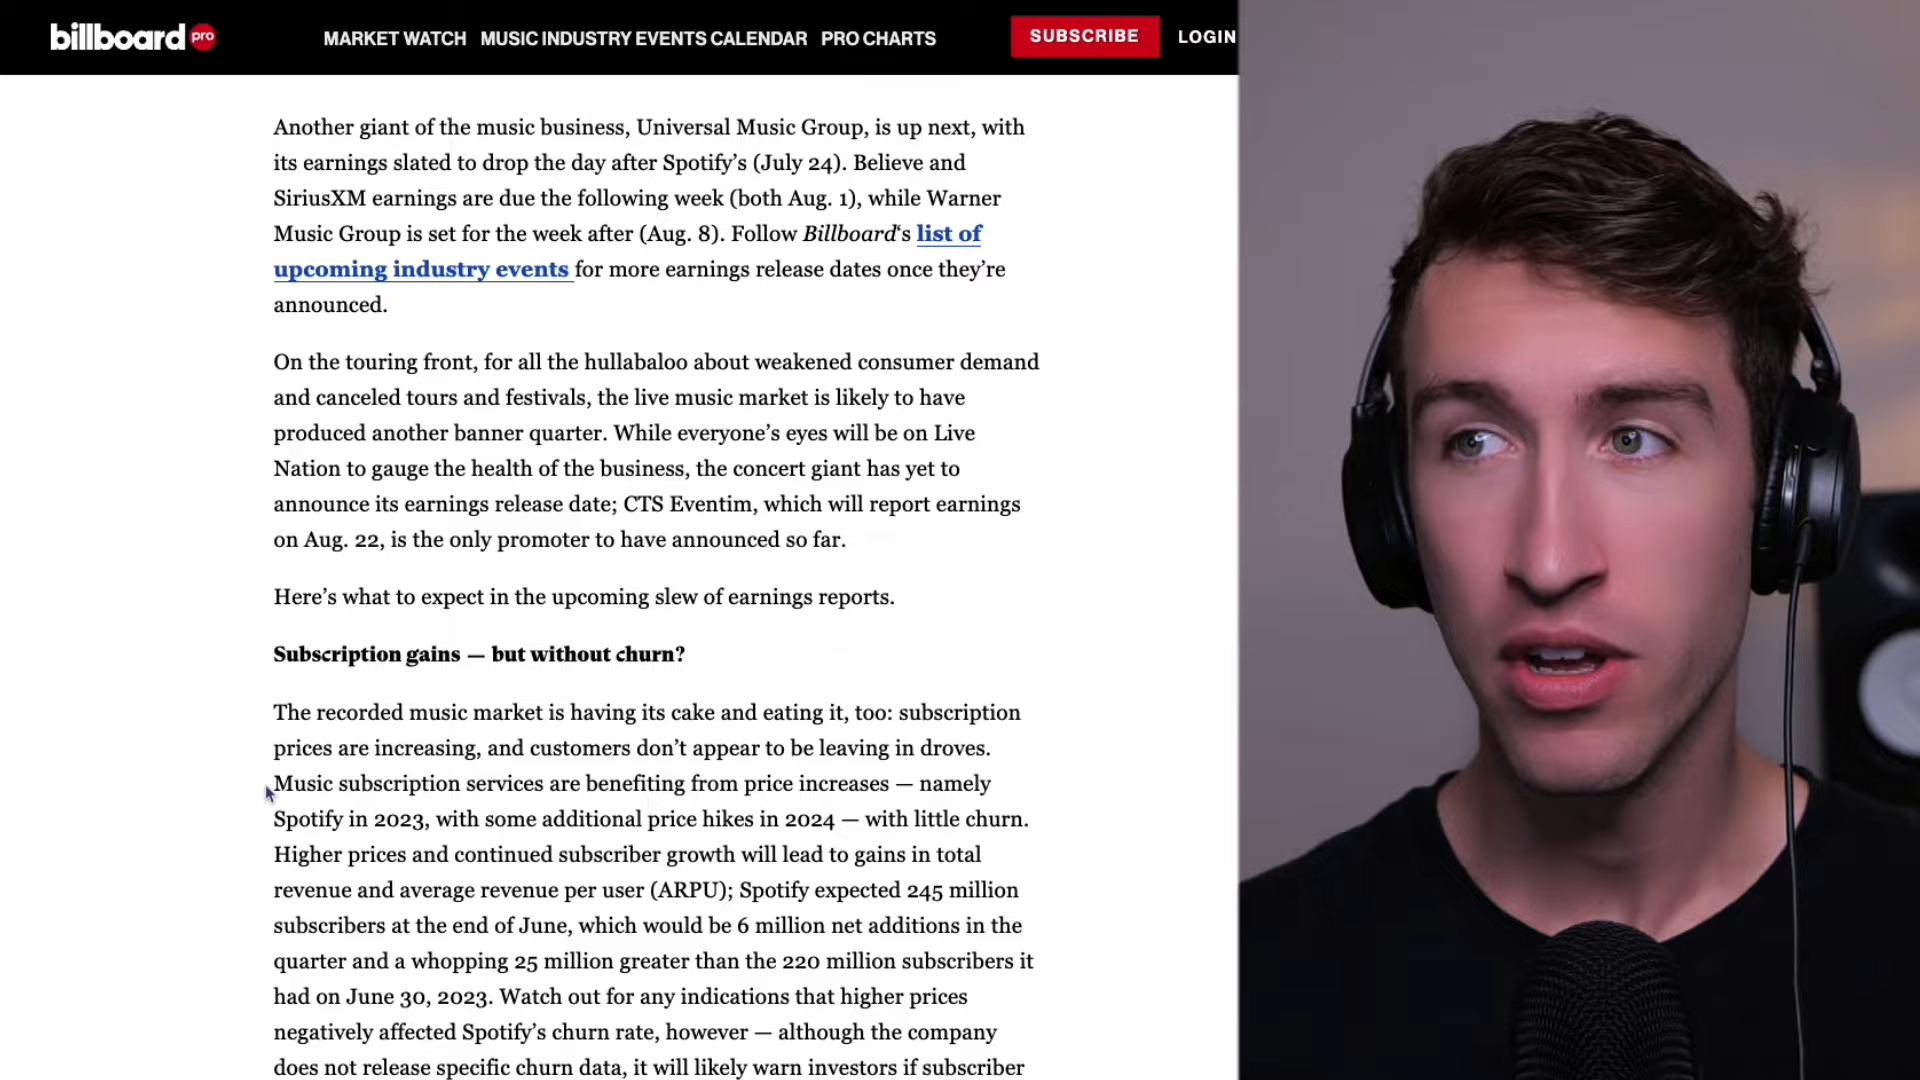 billboard pro
MARKET WATCH MUSIC INDUSTRY EVENTS CALENDAR PRO CHARTS SUBSCRIBE LOGIN
Another giant of the music business, Universal Music Group, is up next, with
its earnings slated to drop the day after Spotify’s (July 24). Believe and
SiriusXM earnings are due the following week (both Aug. 1), while Warner
Music Group is set for the week after (Aug. 8). Follow Billboard‘s list of
upcoming industry events for more earnings release dates once they’re
announced.
On the touring front, for all the hullabaloo about weakened consumer demand
and canceled tours and festivals, the live music market is likely to have
produced another banner quarter. While everyone’s eyes will be on Live
Nation to gauge the health of the business, the concert giant has yet to
announce its earnings release date; CTS Eventim, which will report earnings
on Aug. 22, is the only promoter to have announced so far.
Here’s what to expect in the upcoming slew of earnings reports.
Subscription gains — but without churn?
The recorded music market is having its cake and eating it, too: subscription
prices are increasing, and customers don’t appear to be leaving in droves.
Music subscription services are benefiting from price increases — namely
Spotify in 2023, with some additional price hikes in 2024 — with little churn.
Higher prices and continued subscriber growth will lead to gains in total
revenue and average revenue per user (ARPU); Spotify expected 245 million
subscribers at the end of June, which would be 6 million net additions in the
quarter and a whopping 25 million greater than the 220 million subscribers it
had on June 30, 2023. Watch out for any indications that higher prices
negatively affected Spotify’s churn rate, however — although the company
does not release specific churn data, it will likely warn investors if subscriber